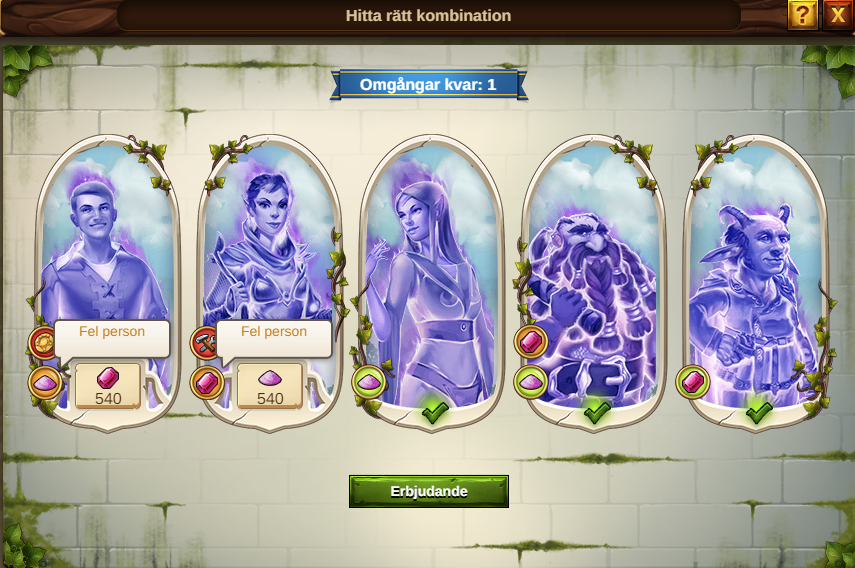 Hitta rätt kombination
?
X
Omgångar kvar: 1
Fel person
Fel person
540
540
Erbjudande